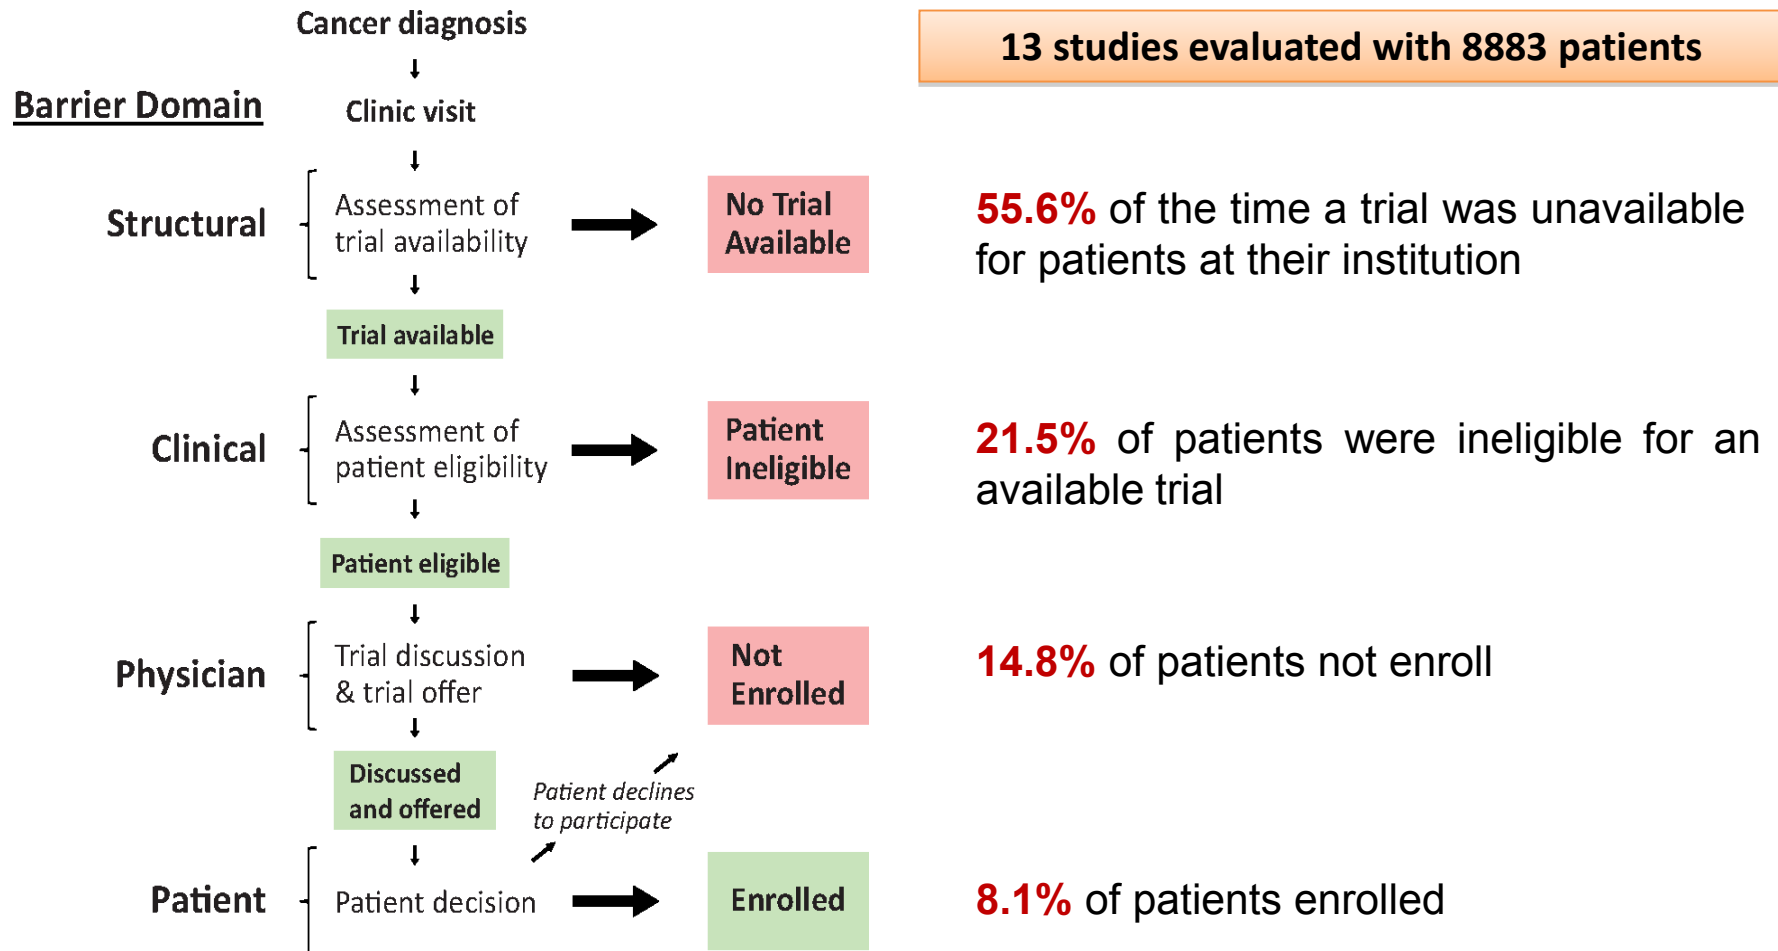 Cancer diagnosis
13 studies evaluated with 8883 patients
Barrier Domain
Clinic visit
Structural
Assessment of
trial availability
No Trial
Available
55.6% of the time a trial was unavailable
for patients at their institution
Trial available
Clinical
Assessment of
patient eligibility
Patient
Ineligible
21.5% of patients were ineligible for an
available trial
Patient eligible
Physician
Trial discussion
& trial offer
Not
Enrolled
14.8% of patients not enroll
Discussed
and offered
Patient declines
to participate
Patient
Patient decision
Enrolled
8.1% of patients enrolled